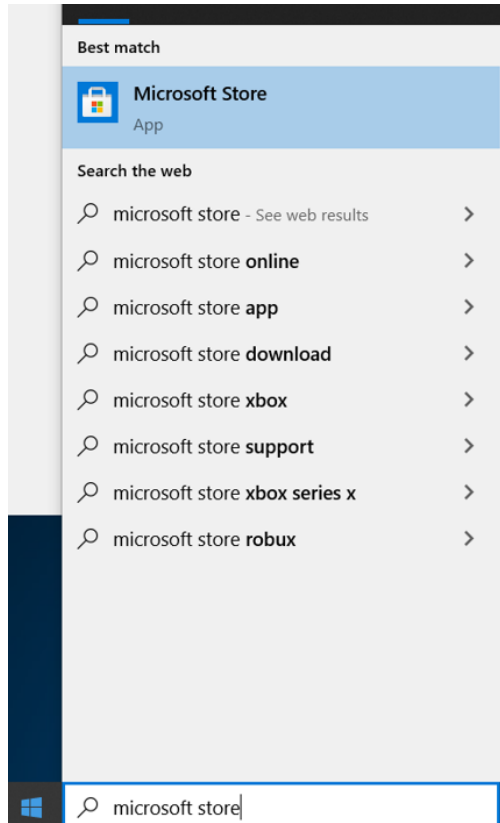 Best match
Microsoft Store
App
Search the web
microsoft store - See web results
microsoft store online
microsoft store app
microsoft store download
microsoft store xbox
microsoft store support
microsoft store xbox series x
microsoft store robux
microsoft store